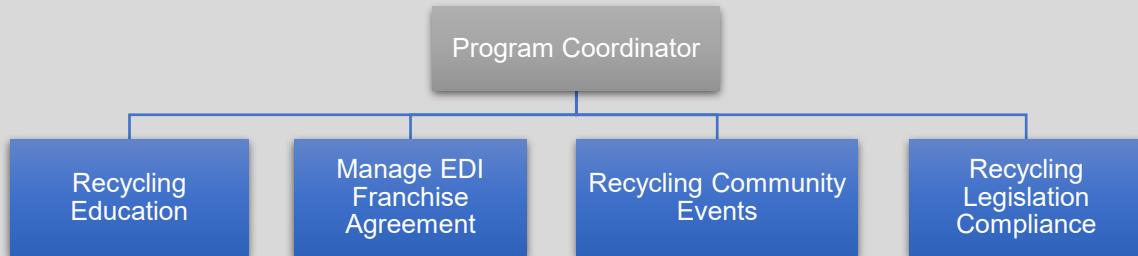 Program Coordinator
Recycling
Education
Manage EDI
Franchise
Agreement
Recycling Community
Events
Recycling
Legislation
Compliance